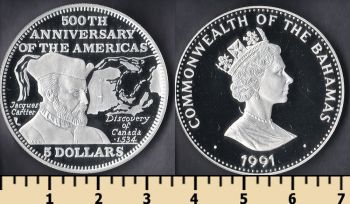 500TH
ANNIVERSARY
OF THE AMERICAS
Jacques
Cartier
Discovery
of
Canada
·1534·
5 DOLLARS
COMMONWEALTH OF THE BAHAMAS
1991
1 2 3 4 5 6 7